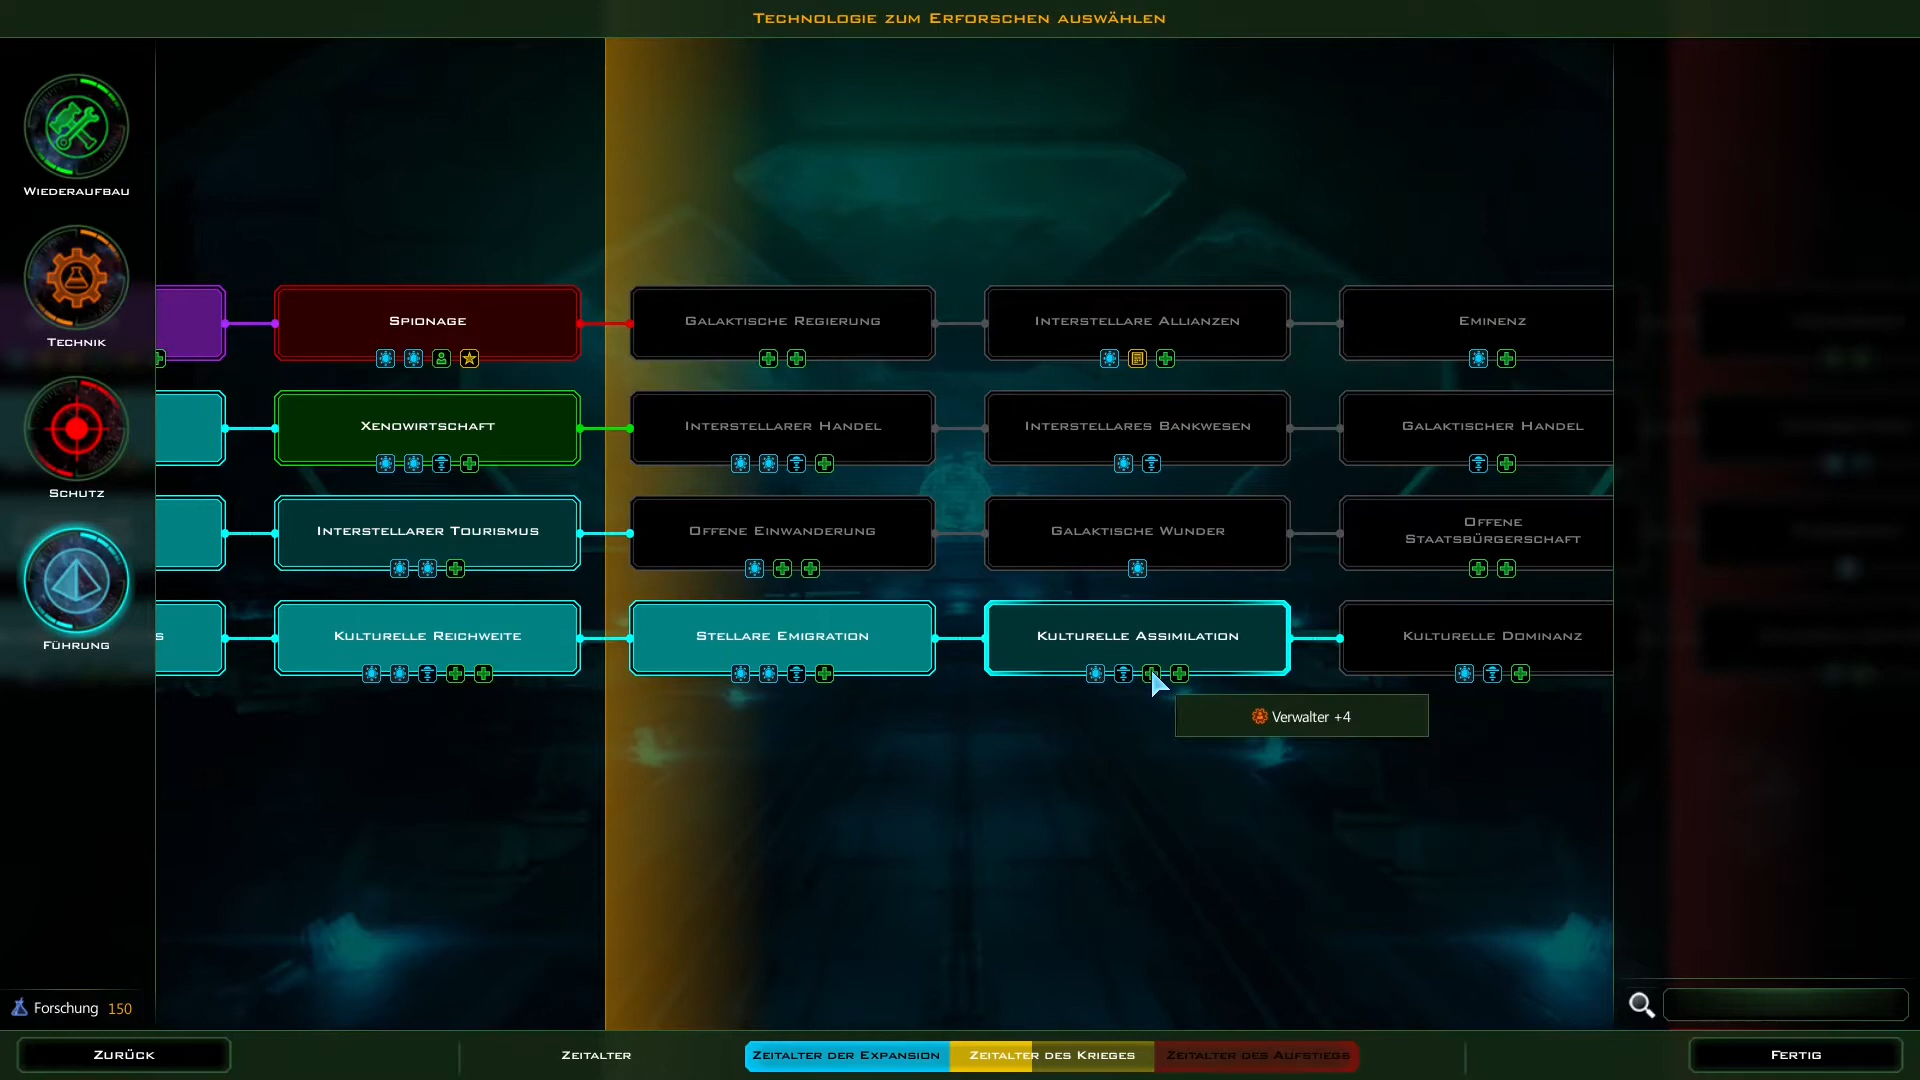 Technologie zum Erforschen auswählen
Wiederaufbau
Technik
Schutz
Führung
Spionage
Galaktische Regierung
Interstellare Allianzen
Eminenz
Xenowirtschaft
Interstellarer Handel
Interstellares Bankwesen
Galaktischer Handel
Interstellarer Tourismus
Offene Einwanderung
Galaktische Wunder
Offene
Staatsbürgerschaft
s
Kulturelle Reichweite
Stellare Emigration
Kulturelle Assimilation
Kulturelle Dominanz
Verwalter +4
Forschung 150
Zurück
Zeitalter
Zeitalter der Expansion
Zeitalter des Krieges
Zeitalter des Aufstiegs
Fertig